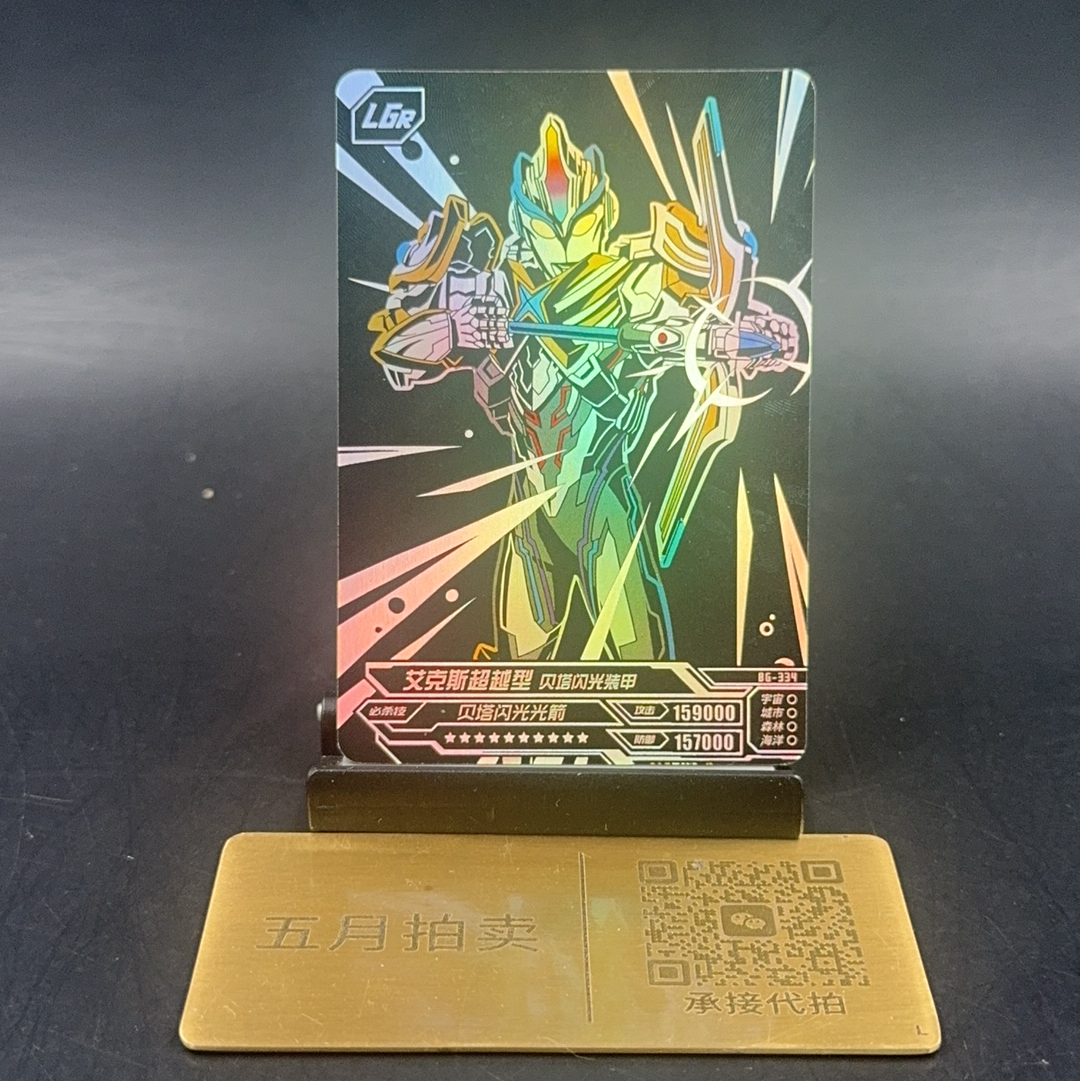 LGR
艾克斯超越型 贝塔闪光装甲
BG-334
必杀技 贝塔闪光光箭
攻击 159000
防御 157000
★★★★★★★★★★
宇宙
城市
森林
海洋
五月拍卖
承接代拍